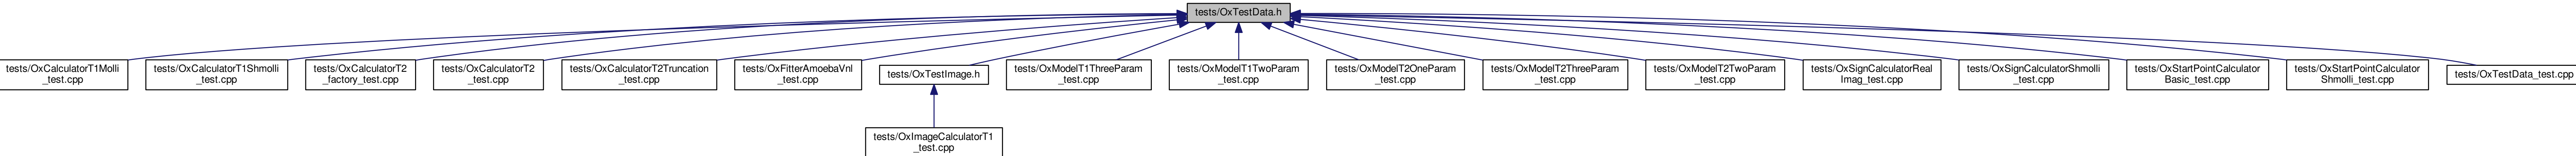 tests/OxTestData.h
tests/OxCalculatorT1Molli
_test.cpp
tests/OxCalculatorT1Shmolli
_test.cpp
tests/OxCalculatorT2
_factory_test.cpp
tests/OxCalculatorT2
_test.cpp
tests/OxCalculatorT2Truncation
_test.cpp
tests/OxFitterAmoebaVnl
_test.cpp
tests/OxTestImage.h
tests/OxModelT1ThreeParam
_test.cpp
tests/OxModelT1TwoParam
_test.cpp
tests/OxModelT2OneParam
_test.cpp
tests/OxModelT2ThreeParam
_test.cpp
tests/OxModelT2TwoParam
_test.cpp
tests/OxSignCalculatorReal
Imag_test.cpp
tests/OxSignCalculatorShmolli
_test.cpp
tests/OxStartPointCalculator
Basic_test.cpp
tests/OxStartPointCalculator
Shmolli_test.cpp
tests/OxTestData_test.cpp
tests/OxImageCalculatorT1
_test.cpp